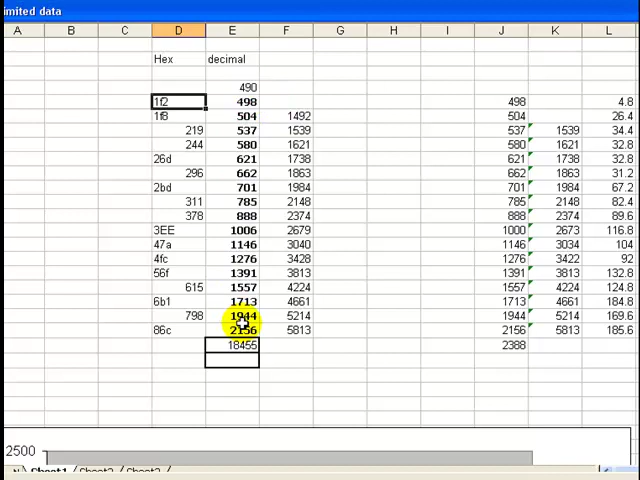 imited data
A B C D E F G H I J K L
Hex decimal
490
1f2 498 498 4.8
1f8 504 1492 504 26.4
219 537 1539 537 1539 34.4
244 580 1621 580 1621 32.8
26d 621 1738 621 1738 32.8
296 662 1863 662 1863 31.2
2bd 701 1984 701 1984 67.2
311 785 2148 785 2148 82.4
378 888 2374 888 2374 89.6
3EE 1006 2679 1000 2673 116.8
47a 1146 3040 1146 3034 104
4fc 1276 3428 1276 3422 92
56f 1391 3813 1391 3813 132.8
615 1557 4224 1557 4224 124.8
6b1 1713 4661 1713 4661 184.8
798 1944 5214 1944 5214 169.6
86c 2156 5813 2156 5813 185.6
18455 2388
2500
Sheet1 Sheet2 Sheet3